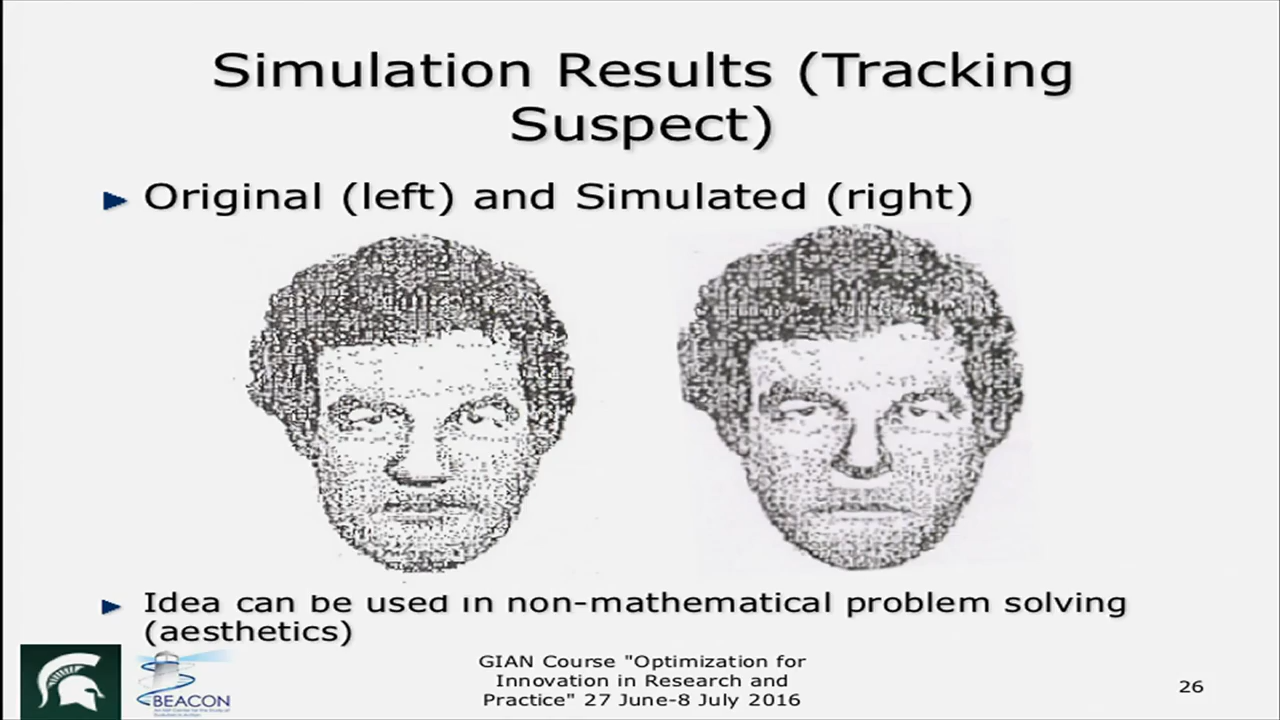 Simulation Results (Tracking
Suspect)
Original (left) and Simulated (right)
Idea can be used in non-mathematical problem solving
(aesthetics)
GIAN Course "Optimization for
Innovation in Research and
Practice" 27 June-8 July 2016
26
BEACON